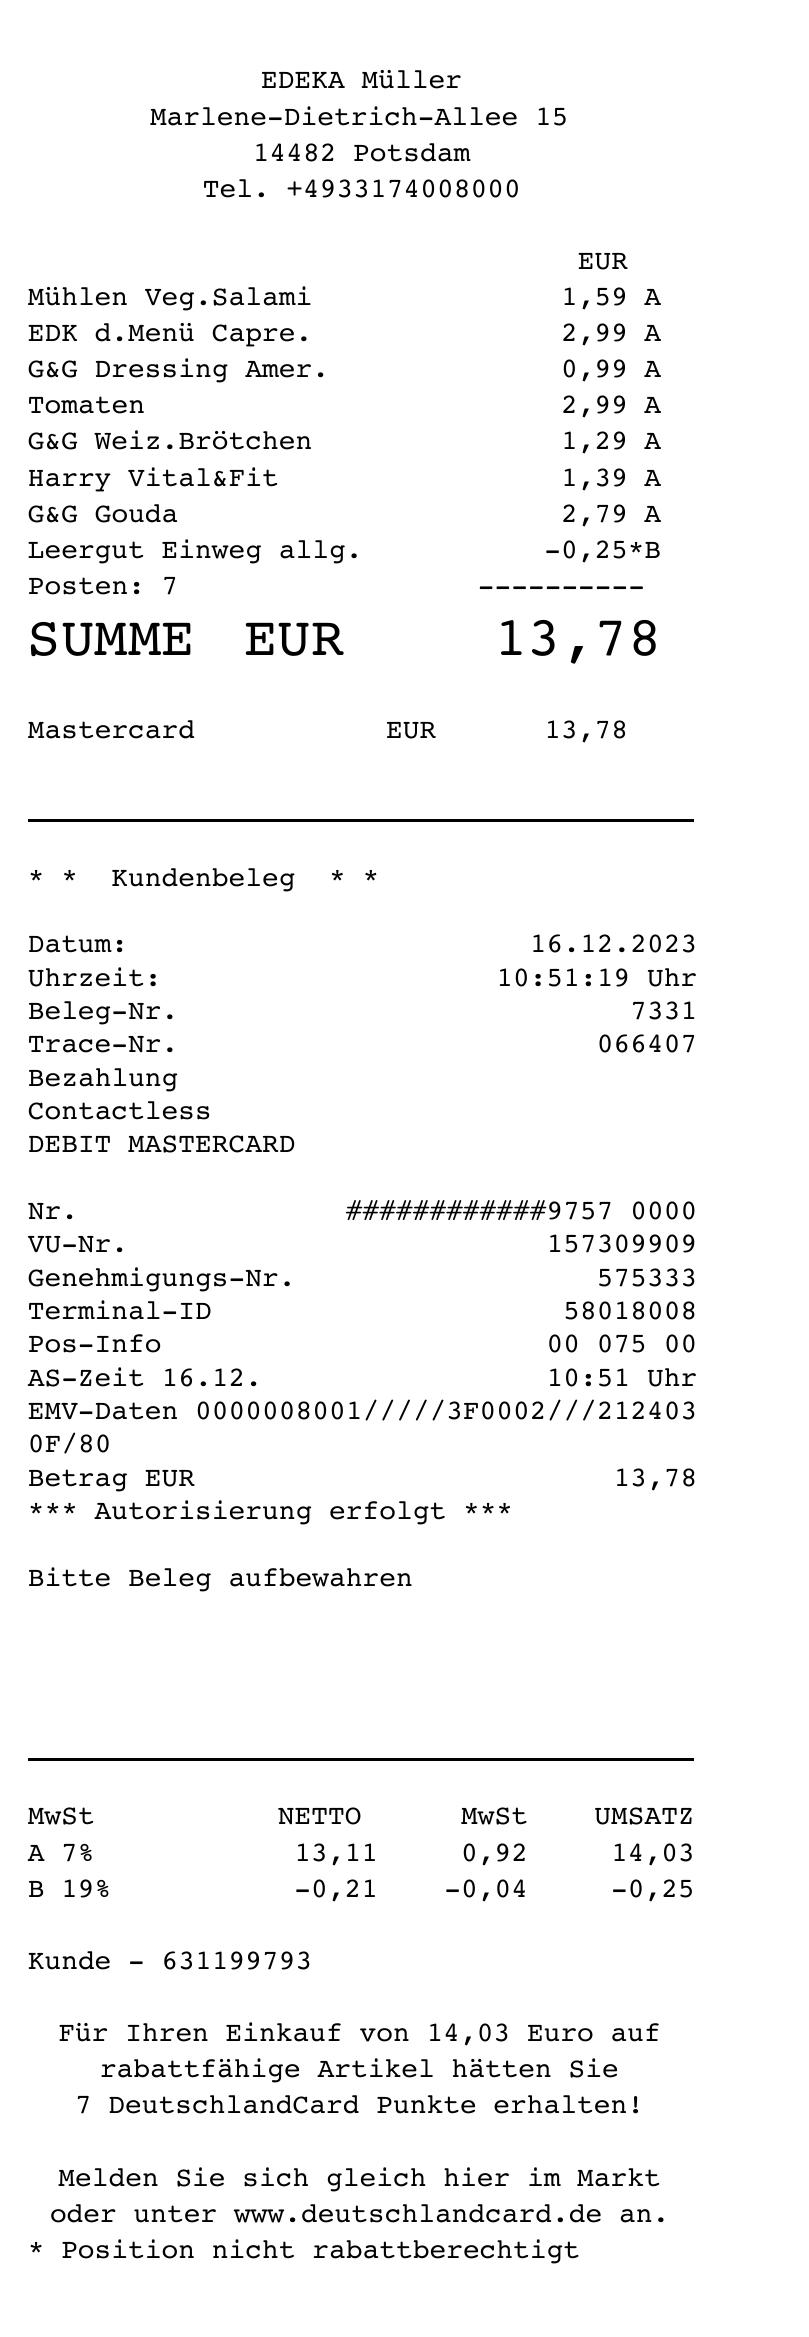 EDEKA Müller
Marlene-Dietrich-Allee 15
14482 Potsdam
Tel. +4933174008000
EUR
Mühlen Veg.Salami 1,59 A
EDK d.Menü Capre. 2,99 A
G&G Dressing Amer. 0,99 A
Tomaten 2,99 A
G&G Weiz.Brötchen 1,29 A
Harry Vital&Fit 1,39 A
G&G Gouda 2,79 A
Leergut Einweg allg. -0,25*B
Posten: 7 ----------
SUMME EUR 13,78
Mastercard EUR 13,78
* * Kundenbeleg * *
Datum: 16.12.2023
Uhrzeit: 10:51:19 Uhr
Beleg-Nr. 7331
Trace-Nr. 066407
Bezahlung
Contactless
DEBIT MASTERCARD
Nr. ############9757 0000
VU-Nr. 157309909
Genehmigungs-Nr. 575333
Terminal-ID 58018008
Pos-Info 00 075 00
AS-Zeit 16.12. 10:51 Uhr
EMV-Daten 0000008001/////3F0002///212403
0F/80
Betrag EUR 13,78
*** Autorisierung erfolgt ***
Bitte Beleg aufbewahren
MwSt NETTO MwSt UMSATZ
A 7% 13,11 0,92 14,03
B 19% -0,21 -0,04 -0,25
Kunde - 631199793
Für Ihren Einkauf von 14,03 Euro auf
rabattfähige Artikel hätten Sie
7 DeutschlandCard Punkte erhalten!
Melden Sie sich gleich hier im Markt
oder unter www.deutschlandcard.de an.
* Position nicht rabattberechtigt